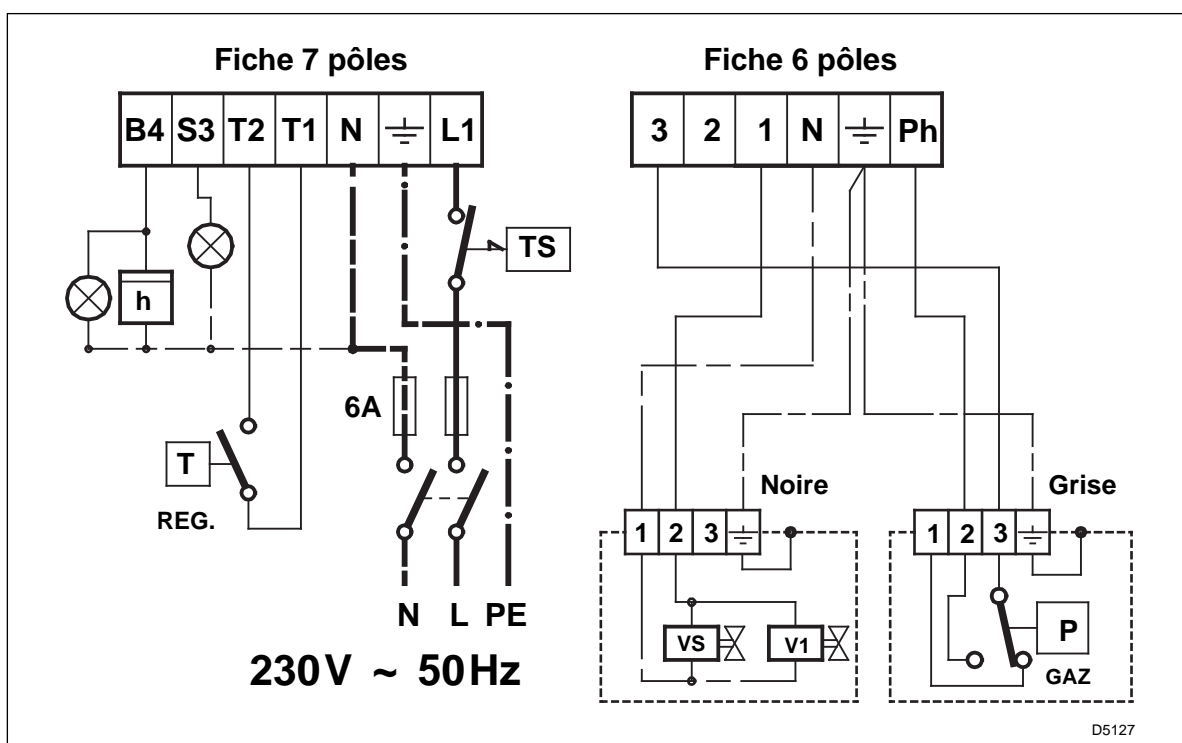 Fiche 7 pôles
B4 S3 T2 T1 N L1
TS
h
6A
T
REG.
N L PE
230V ~ 50Hz
Fiche 6 pôles
3 2 1 N Ph
Noire
1 2 3
VS V1
Grise
1 2 3
P
GAZ
D5127